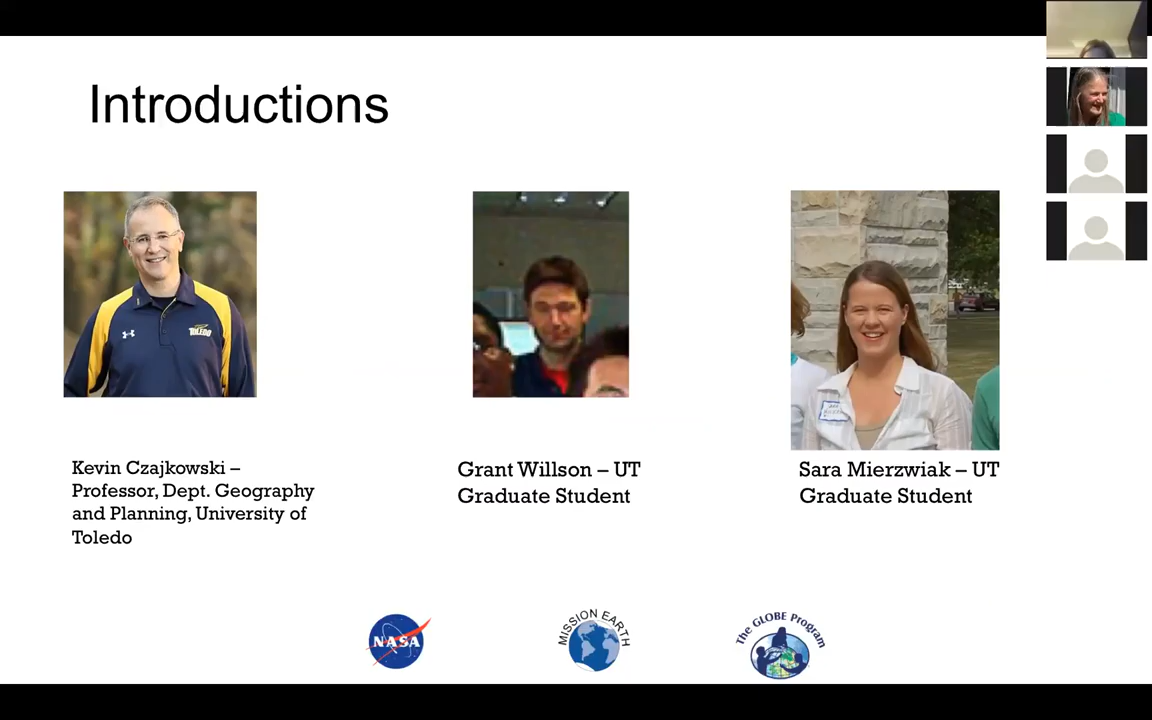 Introductions
TOLEDO
Kevin Czajkowski –
Professor, Dept. Geography
and Planning, University of
Toledo
Grant Willson – UT
Graduate Student
Sara Mierzwiak – UT
Graduate Student
NASA
MISSION EARTH
The GLOBE Program